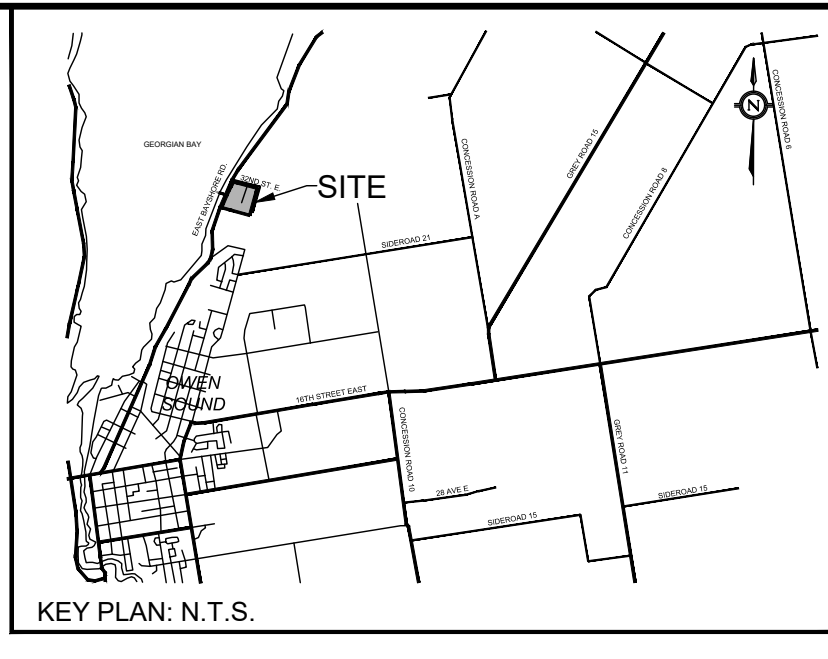 GEORGIAN BAY
EAST BAYSHORE RD.
32ND ST. E.
SITE
CONCESSION ROAD A
GREY ROAD 15
CONCESSION ROAD 8
CONCESSION ROAD 6
N
SIDEROAD 21
OWEN
SOUND
16TH STREET EAST
CONCESSION ROAD 10
28 AVE E
SIDEROAD 15
GREY ROAD 11
SIDEROAD 15
KEY PLAN: N.T.S.